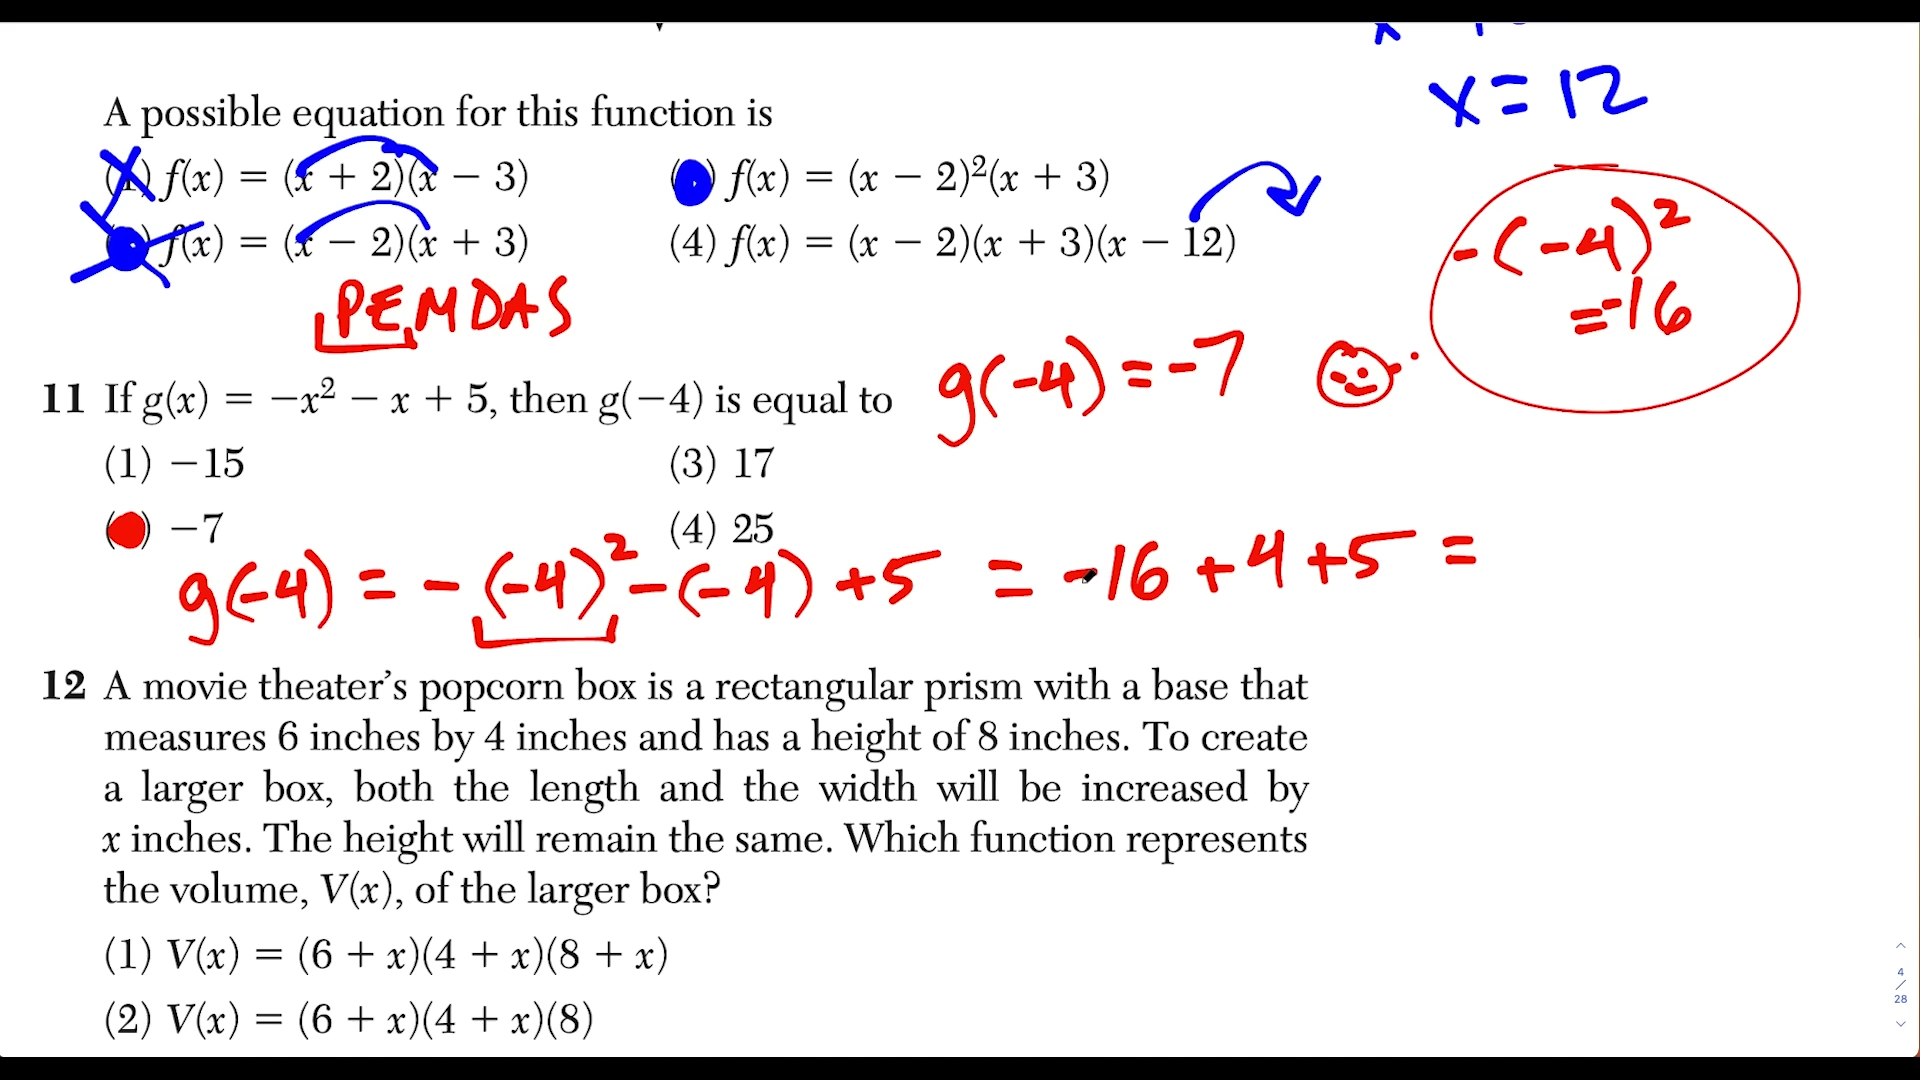 x = 12
A possible equation for this function is
(1) f(x) = (x + 2)(x − 3)
( ) f(x) = (x − 2)²(x + 3)
( ) f(x) = (x − 2)(x + 3)
(4) f(x) = (x − 2)(x + 3)(x − 12)
-(-4)²
=-16
PEMDAS
g(-4) = -7
11 If g(x) = −x² − x + 5, then g(−4) is equal to
(1) −15
(3) 17
( ) −7
(4) 25
g(-4) = -(-4)² -(-4) +5 = -16 +4 +5 =
12 A movie theater’s popcorn box is a rectangular prism with a base that
measures 6 inches by 4 inches and has a height of 8 inches. To create
a larger box, both the length and the width will be increased by
x inches. The height will remain the same. Which function represents
the volume, V(x), of the larger box?
(1) V(x) = (6 + x)(4 + x)(8 + x)
(2) V(x) = (6 + x)(4 + x)(8)
4
/
28